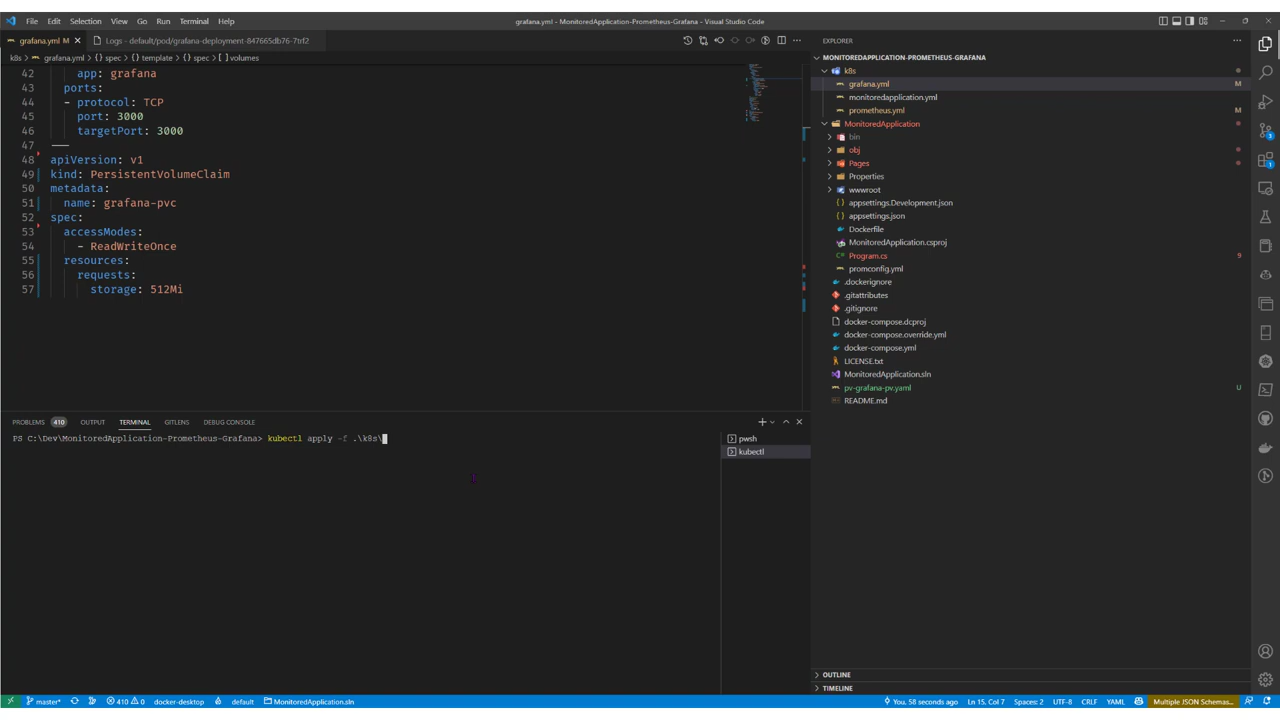 File Edit Selection View Go Run Terminal Help
grafana.yml - MonitoredApplication-Prometheus-Grafana - Visual Studio Code
grafana.yml M
Logs - default/pod/grafana-deployment-847665db76-7trf2
k8s > grafana.yml > {} spec > {} template > {} spec > [ ] volumes
42 app: grafana
43 ports:
44 - protocol: TCP
45 port: 3000
46 targetPort: 3000
47 ---
48 apiVersion: v1
49 kind: PersistentVolumeClaim
50 metadata:
51 name: grafana-pvc
52 spec:
53 accessModes:
54 - ReadWriteOnce
55 resources:
56 requests:
57 storage: 512Mi
PROBLEMS 410 OUTPUT TERMINAL GITLENS DEBUG CONSOLE
PS C:\Dev\MonitoredApplication-Prometheus-Grafana> kubectl apply -f .\k8s\
pwsh
kubectl
EXPLORER
MONITOREDAPPLICATION-PROMETHEUS-GRAFANA
k8s
grafana.yml M
monitoredapplication.yml
prometheus.yml M
MonitoredApplication
bin
obj
Pages
Properties
wwwroot
appsettings.Development.json
appsettings.json
Dockerfile
MonitoredApplication.csproj
Program.cs 9
promconfig.yml
.dockerignore
.gitattributes
.gitignore
docker-compose.dcproj
docker-compose.override.yml
docker-compose.yml
LICENSE.txt
MonitoredApplication.sln
pv-grafana-pv.yaml U
README.md
OUTLINE
TIMELINE
master* 410 0 docker-desktop default MonitoredApplication.sln
You, 58 seconds ago Ln 15, Col 7 Spaces: 2 UTF-8 CRLF YAML Multiple JSON Schemas...